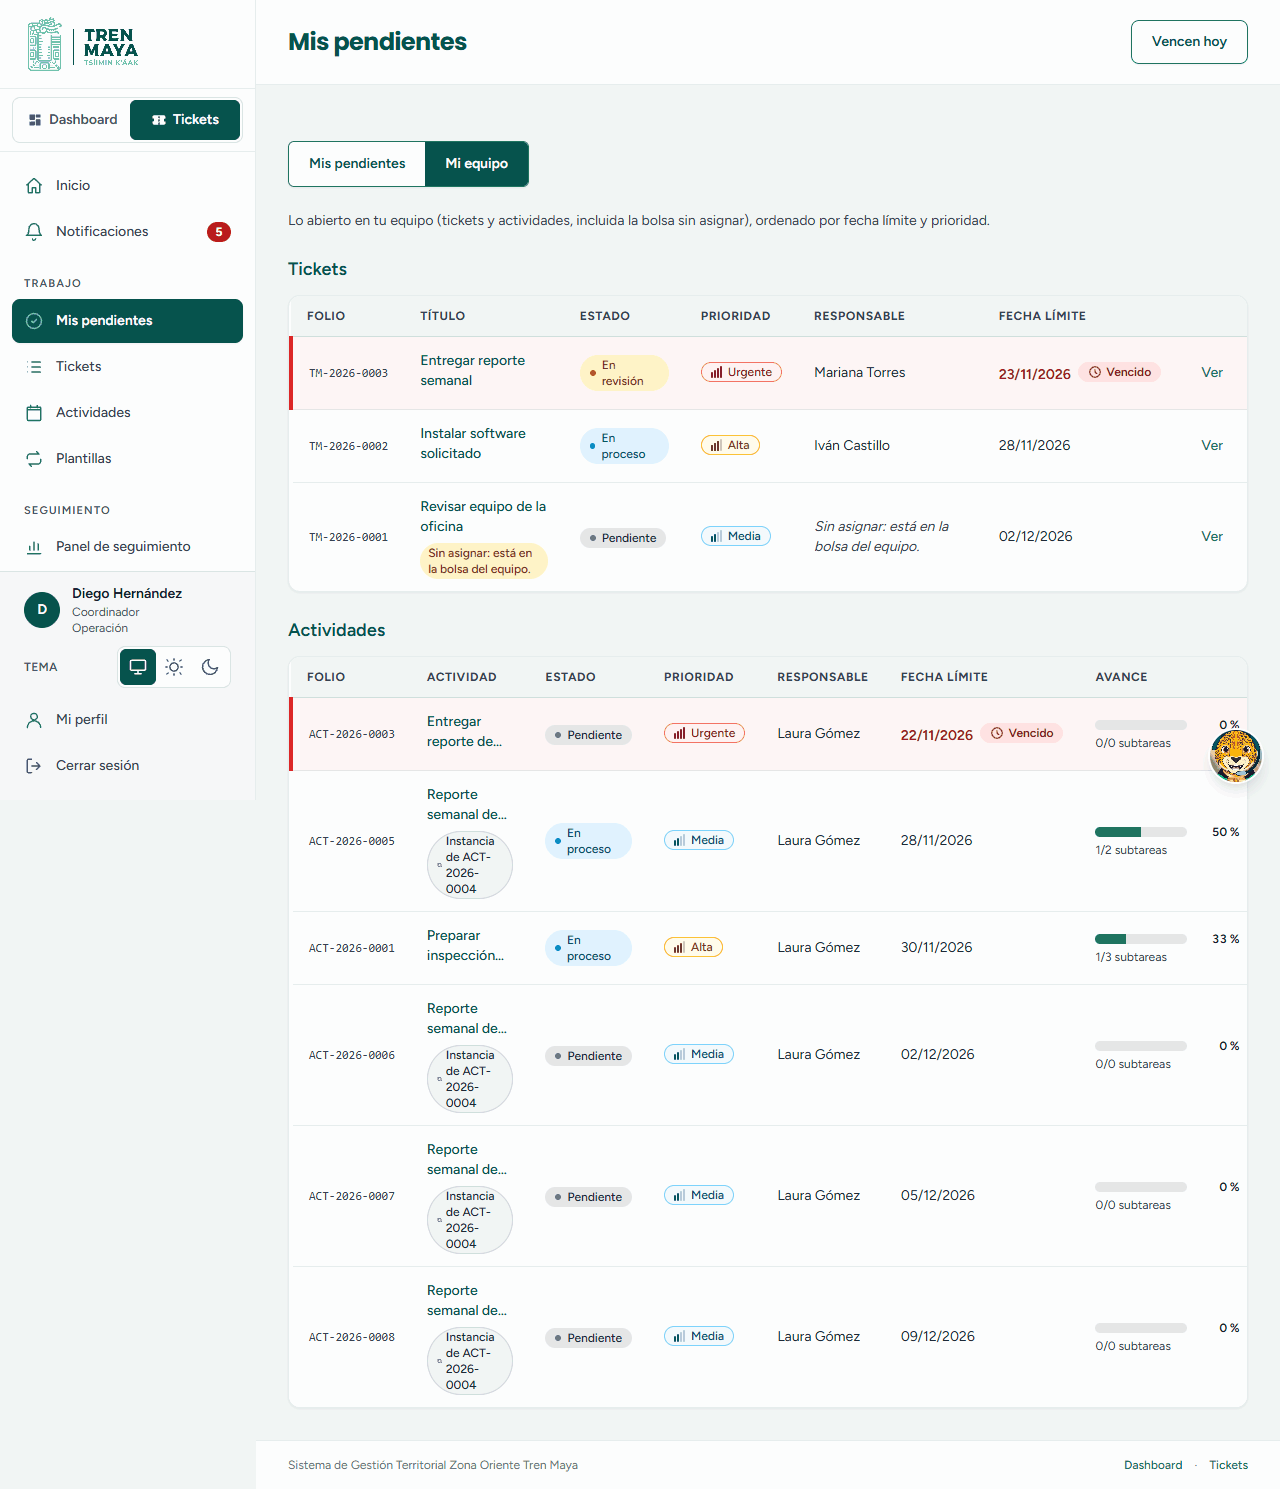 TREN
MAYA
TSÍIMIN K'ÁAK
Dashboard
Tickets
Inicio
Notificaciones
5
TRABAJO
Mis pendientes
Tickets
Actividades
Plantillas
SEGUIMIENTO
Panel de seguimiento
D
Diego Hernández
Coordinador
Operación
TEMA
Mi perfil
Cerrar sesión
Mis pendientes
Vencen hoy
Mis pendientes
Mi equipo
Lo abierto en tu equipo (tickets y actividades, incluida la bolsa sin asignar), ordenado por fecha límite y prioridad.
Tickets
FOLIO TÍTULO ESTADO PRIORIDAD RESPONSABLE FECHA LÍMITE
TM-2026-0003 Entregar reporte semanal En revisión Urgente Mariana Torres 23/11/2026 Vencido Ver
TM-2026-0002 Instalar software solicitado En proceso Alta Iván Castillo 28/11/2026 Ver
TM-2026-0001 Revisar equipo de la oficina Sin asignar: está en la bolsa del equipo. Pendiente Media Sin asignar: está en la bolsa del equipo. 02/12/2026 Ver
Actividades
FOLIO ACTIVIDAD ESTADO PRIORIDAD RESPONSABLE FECHA LÍMITE AVANCE
ACT-2026-0003 Entregar reporte de... Pendiente Urgente Laura Gómez 22/11/2026 Vencido 0 % 0/0 subtareas
ACT-2026-0005 Reporte semanal de... Instancia de ACT-2026-0004 En proceso Media Laura Gómez 28/11/2026 50 % 1/2 subtareas
ACT-2026-0001 Preparar inspección... En proceso Alta Laura Gómez 30/11/2026 33 % 1/3 subtareas
ACT-2026-0006 Reporte semanal de... Instancia de ACT-2026-0004 Pendiente Media Laura Gómez 02/12/2026 0 % 0/0 subtareas
ACT-2026-0007 Reporte semanal de... Instancia de ACT-2026-0004 Pendiente Media Laura Gómez 05/12/2026 0 % 0/0 subtareas
ACT-2026-0008 Reporte semanal de... Instancia de ACT-2026-0004 Pendiente Media Laura Gómez 09/12/2026 0 % 0/0 subtareas
Sistema de Gestión Territorial Zona Oriente Tren Maya
Dashboard · Tickets